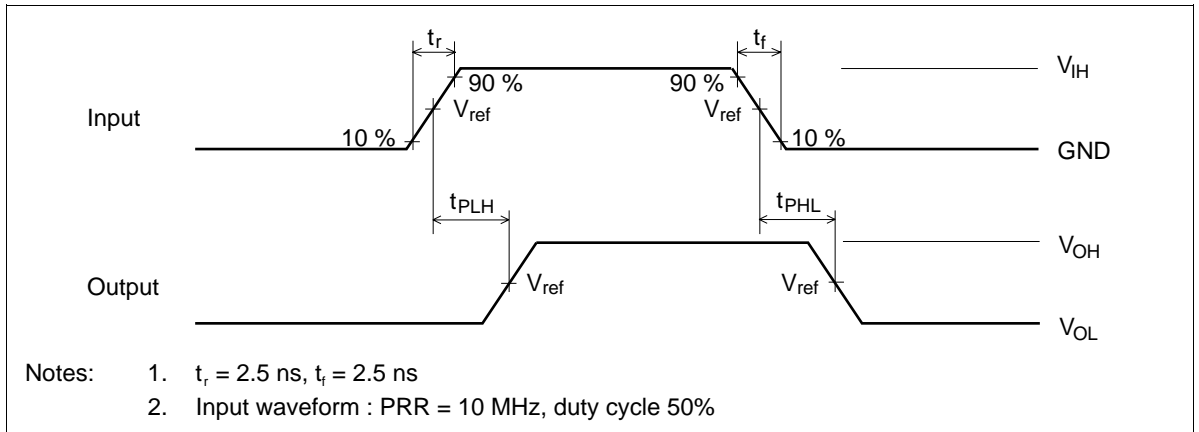 tr tf
VIH
90 % 90 %
Input Vref Vref
10 % 10 %
GND
tPLH tPHL
VOH
Output Vref Vref
VOL
Notes: 1. tr = 2.5 ns, tf = 2.5 ns
2. Input waveform : PRR = 10 MHz, duty cycle 50%